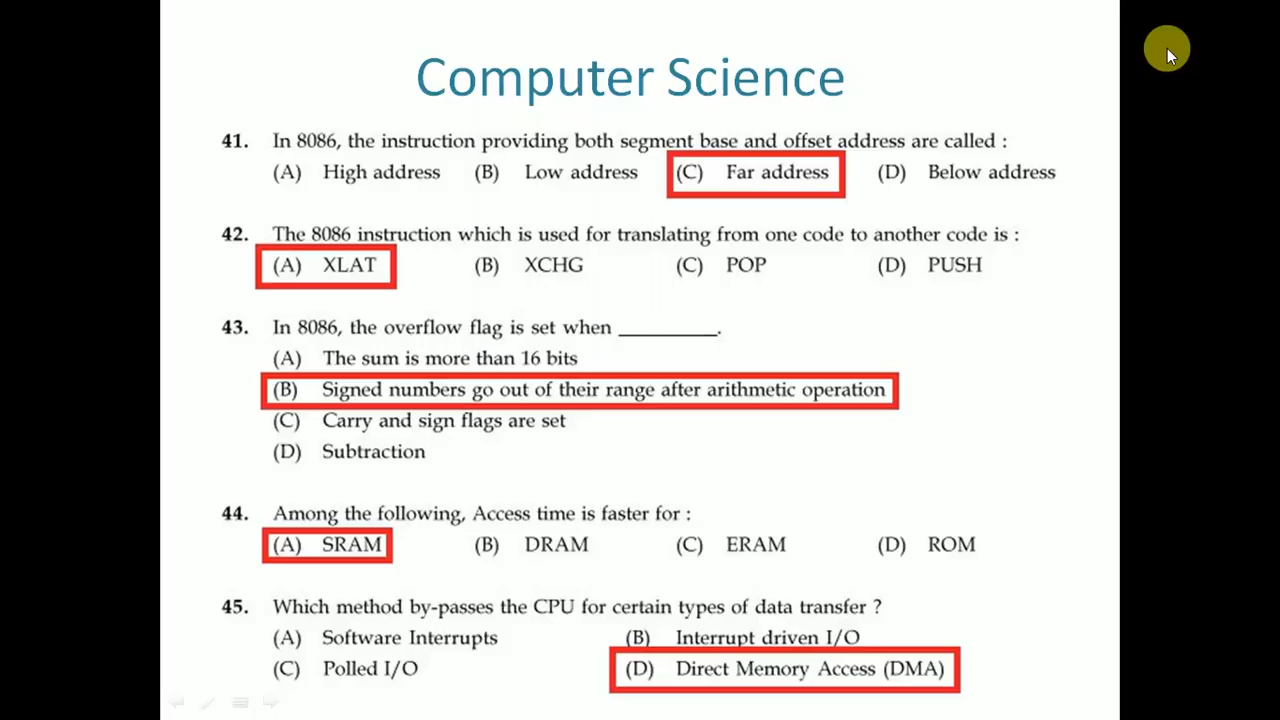 Computer Science
41. In 8086, the instruction providing both segment base and offset address are called :
(A) High address (B) Low address (C) Far address (D) Below address
42. The 8086 instruction which is used for translating from one code to another code is :
(A) XLAT (B) XCHG (C) POP (D) PUSH
43. In 8086, the overflow flag is set when _________.
(A) The sum is more than 16 bits
(B) Signed numbers go out of their range after arithmetic operation
(C) Carry and sign flags are set
(D) Subtraction
44. Among the following, Access time is faster for :
(A) SRAM (B) DRAM (C) ERAM (D) ROM
45. Which method by-passes the CPU for certain types of data transfer ?
(A) Software Interrupts (B) Interrupt driven I/O
(C) Polled I/O (D) Direct Memory Access (DMA)